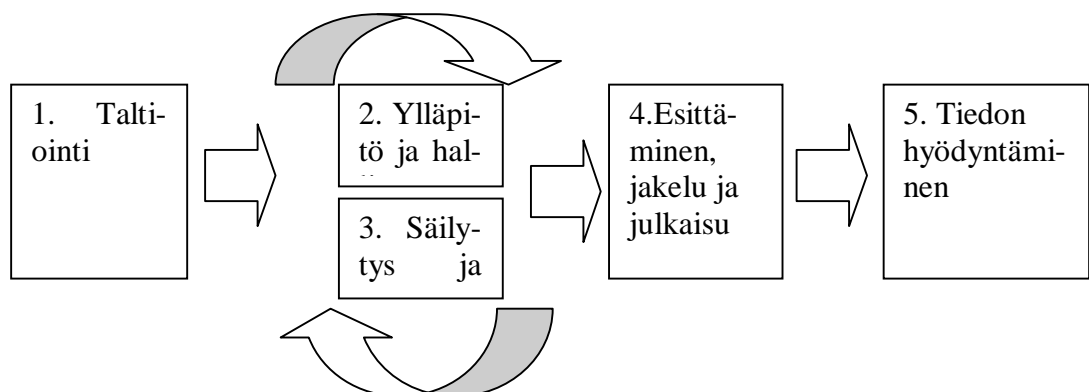 1. Talti-
ointi
2. Ylläpi-
tö ja hal-
3. Säily-
tys ja
4.Esittä-
minen,
jakelu ja
julkaisu
5. Tiedon
hyödyntämi-
nen